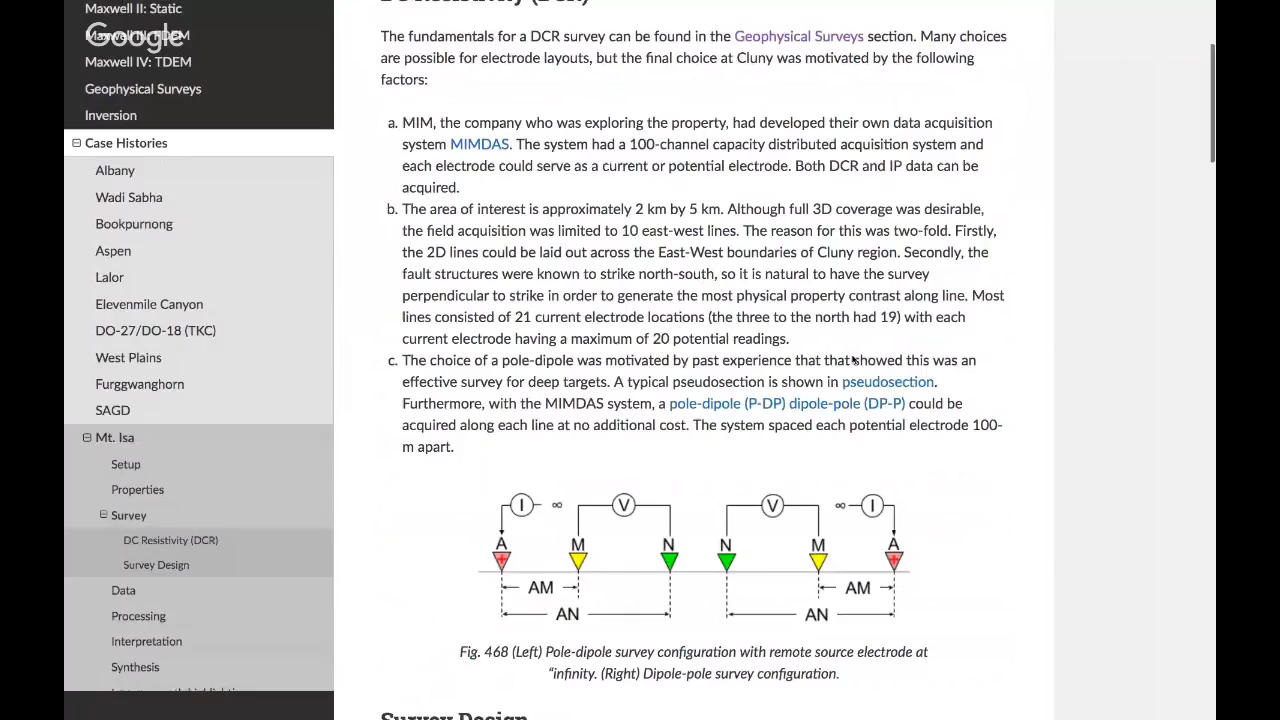 Maxwell II: Static
Google
Maxwell III: FDEM
Maxwell IV: TDEM
Geophysical Surveys
Inversion
Case Histories
Albany
Wadi Sabha
Bookpurnong
Aspen
Lalor
Elevenmile Canyon
DO-27/DO-18 (TKC)
West Plains
Furggwanghorn
SAGD
Mt. Isa
Setup
Properties
Survey
DC Resistivity (DCR)
Survey Design
Data
Processing
Interpretation
Synthesis
DC Resistivity (DCR)
The fundamentals for a DCR survey can be found in the Geophysical Surveys section. Many choices
are possible for electrode layouts, but the final choice at Cluny was motivated by the following
factors:
a. MIM, the company who was exploring the property, had developed their own data acquisition
system MIMDAS. The system had a 100-channel capacity distributed acquisition system and
each electrode could serve as a current or potential electrode. Both DCR and IP data can be
acquired.
b. The area of interest is approximately 2 km by 5 km. Although full 3D coverage was desirable,
the field acquisition was limited to 10 east-west lines. The reason for this was two-fold. Firstly,
the 2D lines could be laid out across the East-West boundaries of Cluny region. Secondly, the
fault structures were known to strike north-south, so it is natural to have the survey
perpendicular to strike in order to generate the most physical property contrast along line. Most
lines consisted of 21 current electrode locations (the three to the north had 19) with each
current electrode having a maximum of 20 potential readings.
c. The choice of a pole-dipole was motivated by past experience that that showed this was an
effective survey for deep targets. A typical pseudosection is shown in pseudosection.
Furthermore, with the MIMDAS system, a pole-dipole (P-DP) dipole-pole (DP-P) could be
acquired along each line at no additional cost. The system spaced each potential electrode 100-
m apart.
I ∞ V V ∞ I
A M N N M A
AM AM
AN AN
Fig. 468 (Left) Pole-dipole survey configuration with remote source electrode at
“infinity. (Right) Dipole-pole survey configuration.
Survey Design